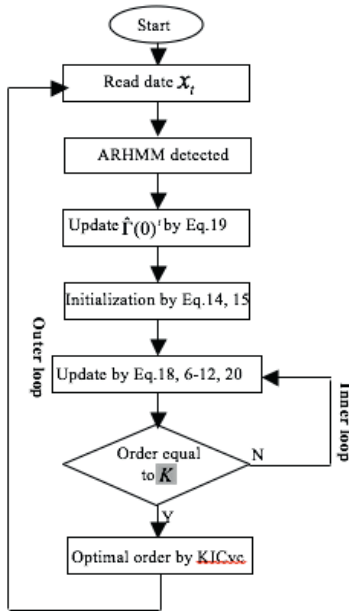 Start
Read date x_t
ARHMM detected
Update Γ̂(0)^t by Eq.19
Initialization by Eq.14, 15
Update by Eq.18, 6-12, 20
Order equal
to K
N
Y
Optimal order by KICvc
Outer loop
Inner loop